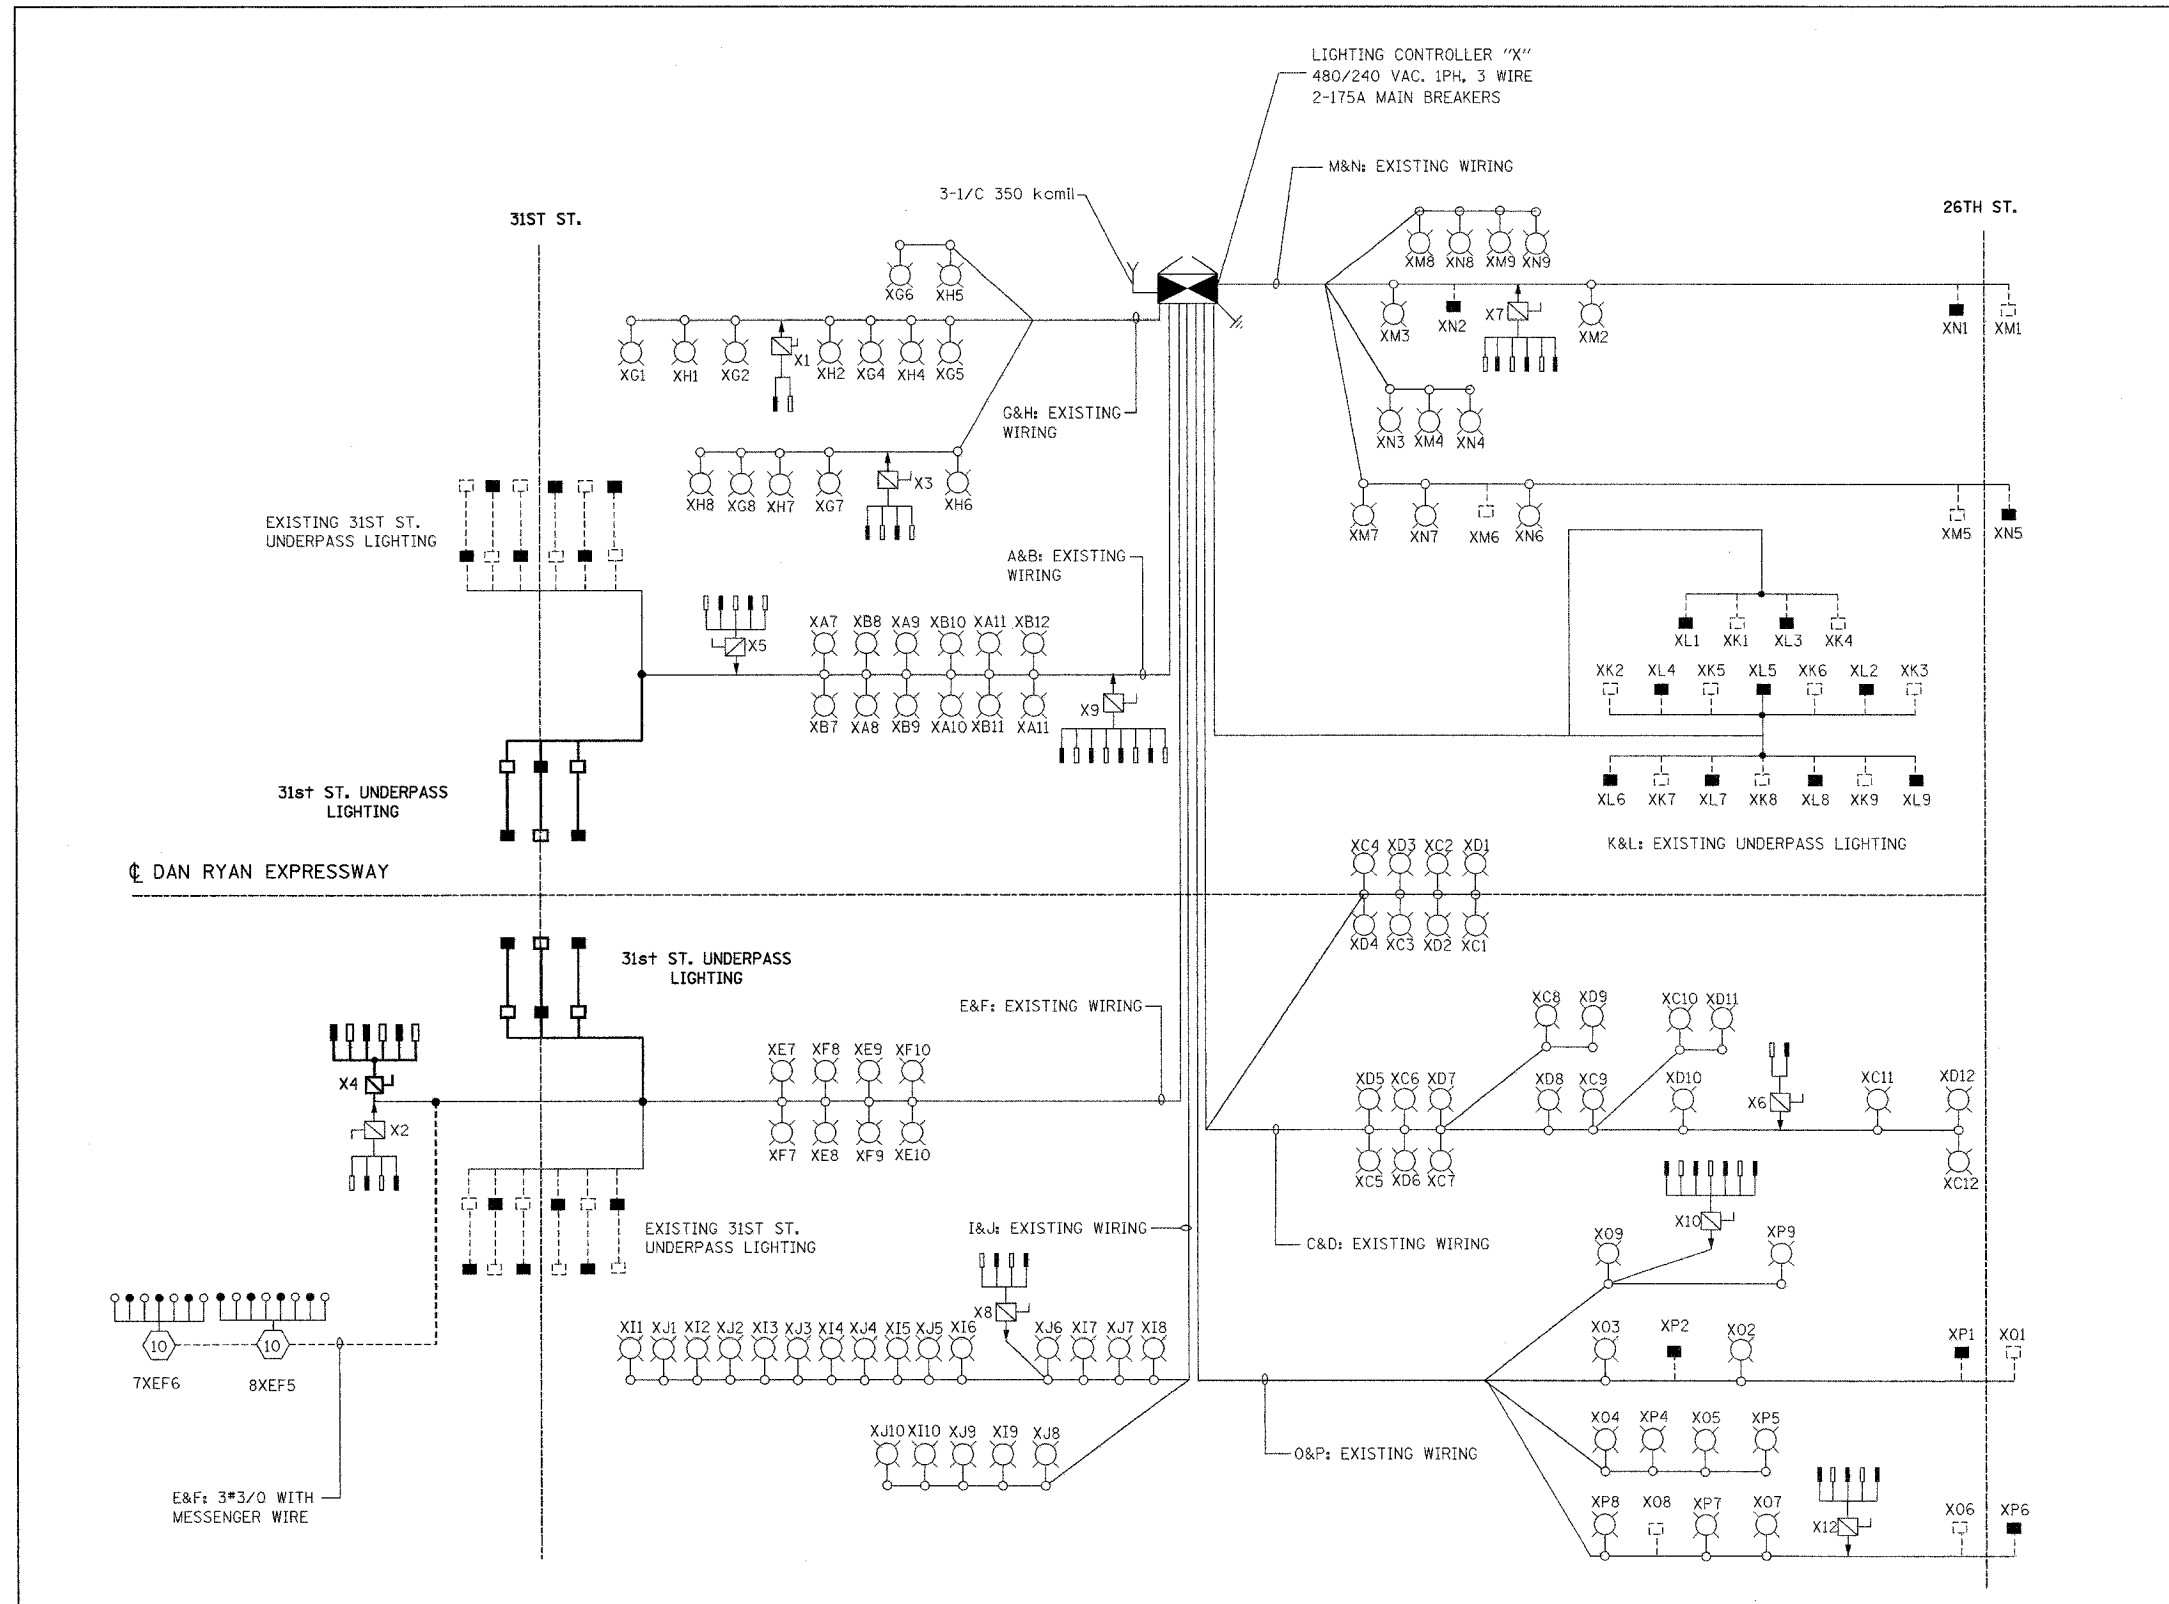 LIGHTING CONTROLLER "X"
480/240 VAC. 1PH, 3 WIRE
2-175A MAIN BREAKERS
M&N: EXISTING WIRING
3-1/C 350 kcmil
31ST ST.
26TH ST.
XM8 XN8 XM9 XN9
XG6 XH5
XM3 XN2 X7 XM2 XN1 XM1
XG1 XH1 XG2 X1 XH2 XG4 XH4 XG5
G&H: EXISTING
WIRING
XN3 XM4 XN4
XH8 XG8 XH7 XG7 X3 XH6
XM7 XN7 XM6 XN6 XM5 XN5
EXISTING 31ST ST.
UNDERPASS LIGHTING
A&B: EXISTING
WIRING
XL1 XK1 XL3 XK4
X5
XA7 XB8 XA9 XB10 XA11 XB12
XK2 XL4 XK5 XL5 XK6 XL2 XK3
XB7 XA8 XB9 XA10 XB11 XA11
X9
XL6 XK7 XL7 XK8 XL8 XK9 XL9
31st ST. UNDERPASS
LIGHTING
K&L: EXISTING UNDERPASS LIGHTING
℄ DAN RYAN EXPRESSWAY
XC4 XD3 XC2 XD1
XD4 XC3 XD2 XC1
31st ST. UNDERPASS
LIGHTING
E&F: EXISTING WIRING
XC8 XD9 XC10 XD11
X4
X2
XE7 XF8 XE9 XF10
XF7 XE8 XF9 XE10
XD5 XC6 XD7 XD8 XC9 XD10 X6 XC11 XD12
XC5 XD6 XC7 XC12
EXISTING 31ST ST.
UNDERPASS LIGHTING
I&J: EXISTING WIRING
C&D: EXISTING WIRING
X10
XO9 XP9
10 10
7XEF6 8XEF5
X8
XI1 XJ1 XI2 XJ2 XI3 XJ3 XI4 XJ4 XI5 XJ5 XI6 XJ6 XI7 XJ7 XI8
XO3 XP2 XO2 XP1 XO1
XJ10 XI10 XJ9 XI9 XJ8
XO4 XP4 XO5 XP5
O&P: EXISTING WIRING
E&F: 3#3/0 WITH
MESSENGER WIRE
XP8 XO8 XP7 XO7 X12 XO6 XP6